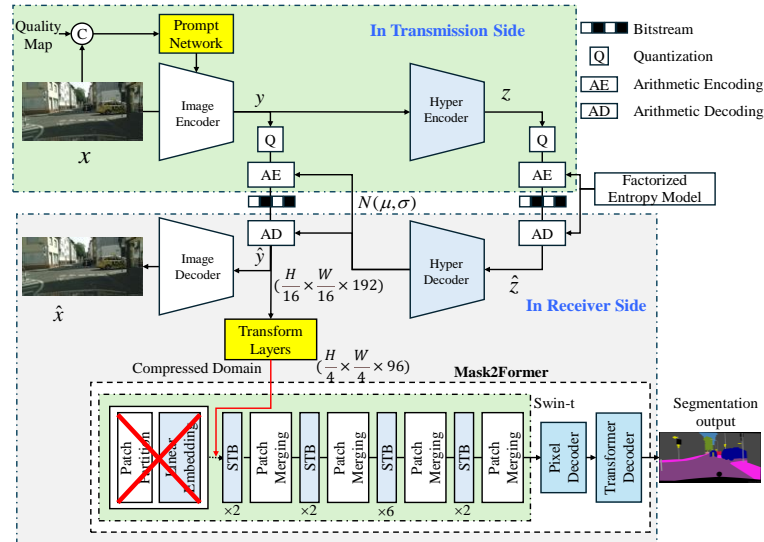 Quality
Map
C
Prompt
Network
In Transmission Side
Bitstream
Q
Quantization
AE
Arithmetic Encoding
AD
Arithmetic Decoding
Image
Encoder
y
Hyper
Encoder
z
x
Q
Q
AE
AE
N(μ,σ)
Factorized
Entropy Model
AD
AD
Image
Decoder
ŷ
Hyper
Decoder
ẑ
x̂
(H/16 × W/16 × 192)
In Receiver Side
Transform
Layers
Compressed Domain
(H/4 × W/4 × 96)
Mask2Former
Swin-t
Segmentation
output
Patch
Partition
Linear
Embedding
STB
Patch
Merging
STB
Patch
Merging
STB
Patch
Merging
STB
Patch
Merging
Pixel
Decoder
Transformer
Decoder
×2
×2
×6
×2